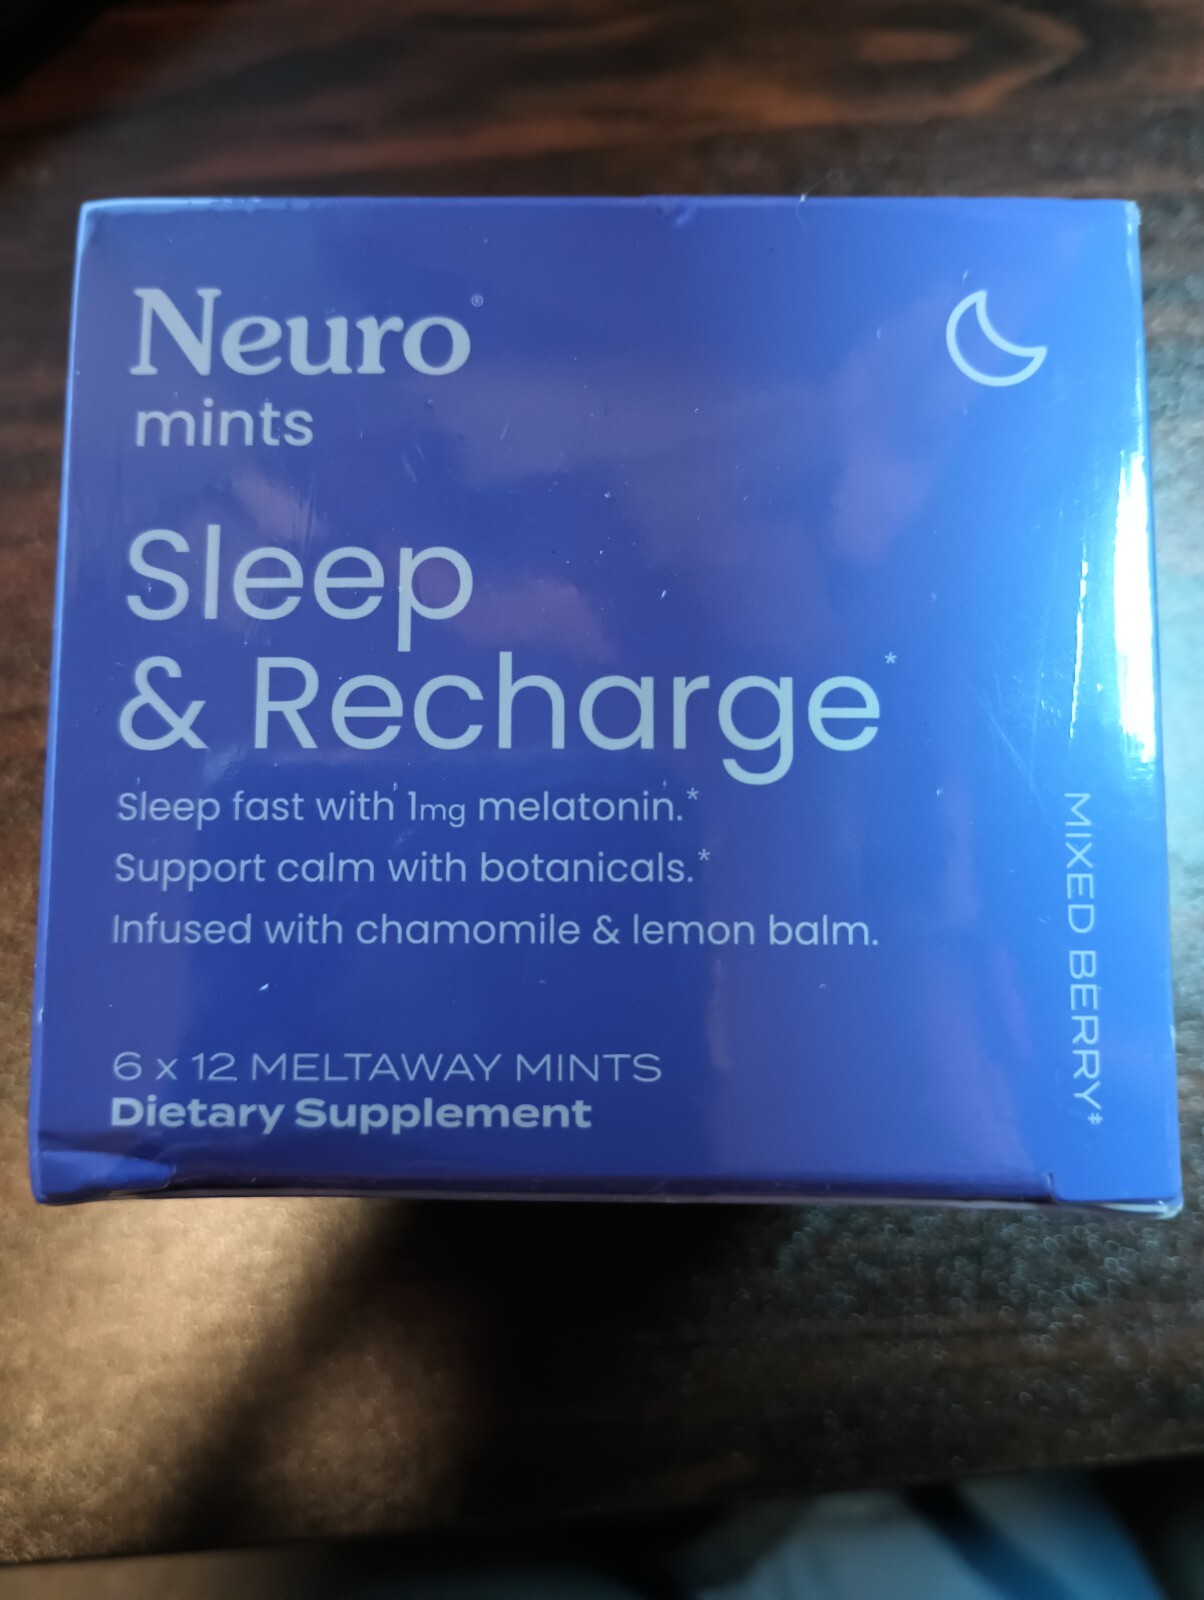 Neuro®
mints
Sleep
& Recharge*
Sleep fast with 1mg melatonin.*
Support calm with botanicals.*
Infused with chamomile & lemon balm.
6 x 12 MELTAWAY MINTS
Dietary Supplement
MIXED BERRY‡